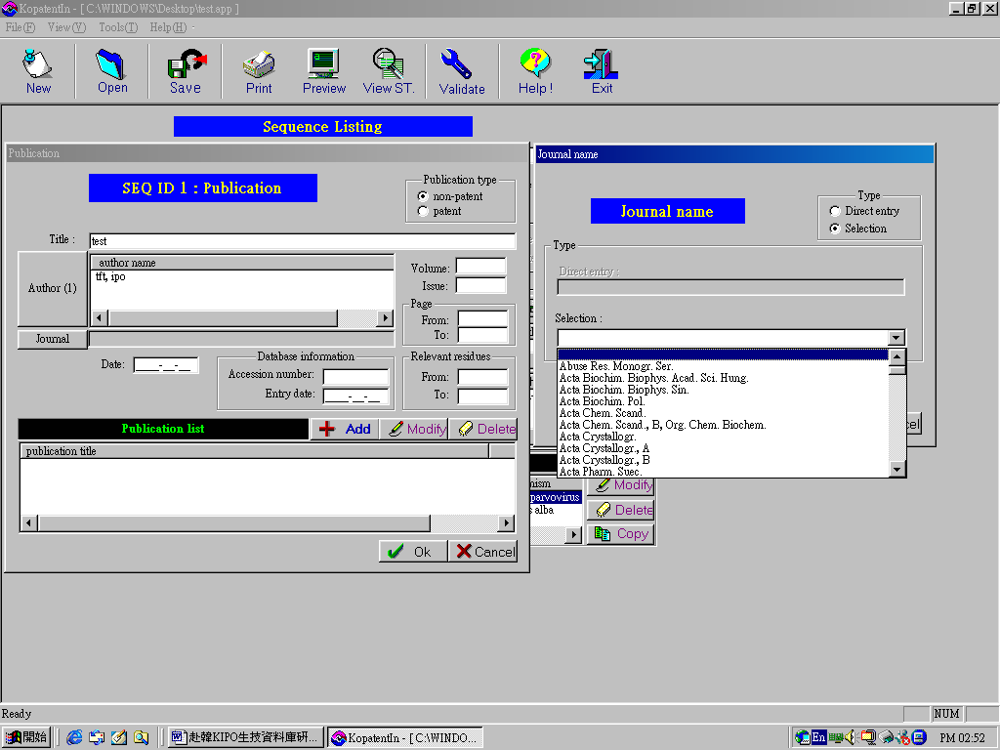 KopatentIn - [ C:\WINDOWS\Desktop\test.app ]
File(F) View(V) Tools(T) Help(H) -
New Open Save Print Preview View ST. Validate Help ! Exit
Sequence Listing
Publication
SEQ ID 1 : Publication
Publication type
non-patent
patent
Title :
test
Author (1)
author name
tft, ipo
Volume:
Issue:
Page
From:
To:
Journal
Date:
__-__-__
Database information
Accession number:
Entry date:
__-__-__
Relevant residues
From:
To:
Publication list
Add
Modify
Delete
publication title
Ok
Cancel
Journal name
Journal name
Type
Direct entry
Selection
Type
Direct entry :
Selection :
Abuse Res. Monogr. Ser.
Acta Biochim. Biophys. Acad. Sci. Hung.
Acta Biochim. Biophys. Sin.
Acta Biochim. Pol.
Acta Chem. Scand.
Acta Chem. Scand., B, Org. Chem. Biochem.
Acta Crystallogr.
Acta Crystallogr., A
Acta Crystallogr., B
Acta Pharm. Suec.
cel
nism
parvovirus
s alba
Modify
Delete
Copy
Ready
NUM
開始
赴韓KIPO生技資料庫研...
KopatentIn - [ C:\WINDO...
En
PM 02:52